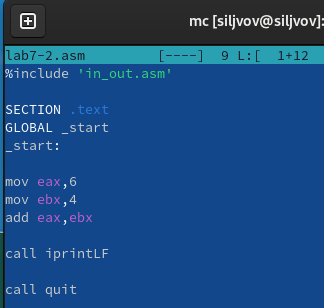 mc [siljvov@siljvov]:
lab7-2.asm [----] 9 L:[ 1+12
%include 'in_out.asm'
SECTION .text
GLOBAL _start
_start:
mov eax,6
mov ebx,4
add eax,ebx
call iprintLF
call quit